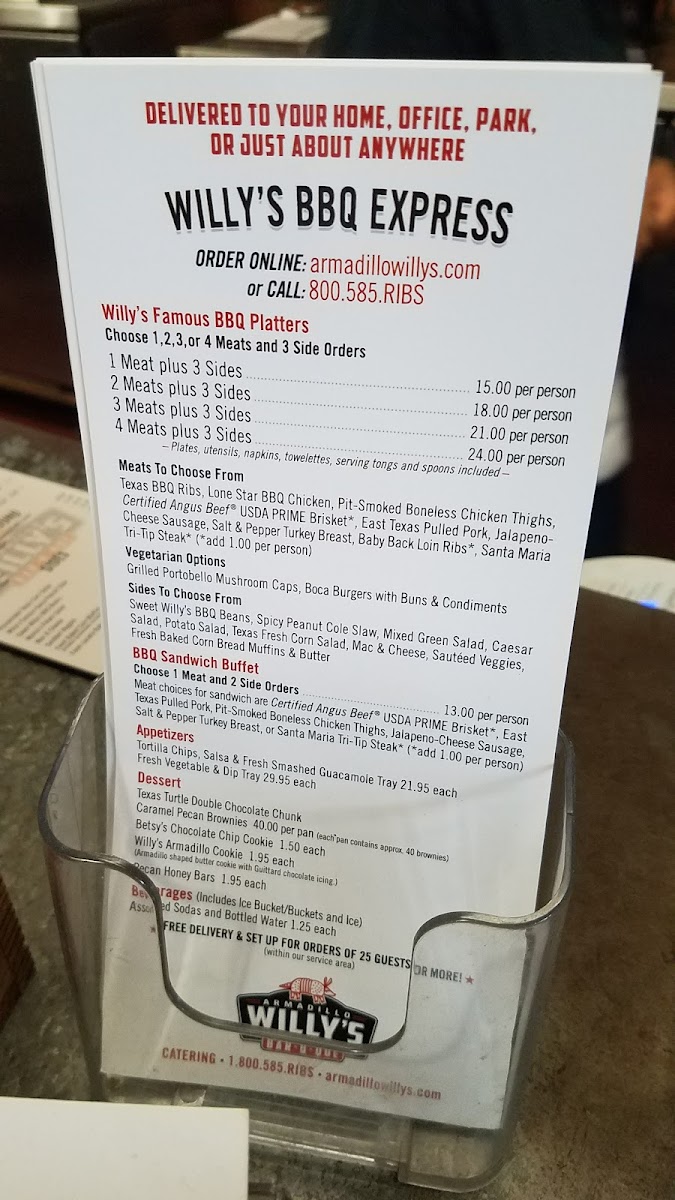 DELIVERED TO YOUR HOME, OFFICE, PARK,
OR JUST ABOUT ANYWHERE
WILLY'S BBQ EXPRESS
ORDER ONLINE: armadillowillys.com
or CALL: 800.585.RIBS
Willy's Famous BBQ Platters
Choose 1,2,3,or 4 Meats and 3 Side Orders
1 Meat plus 3 Sides 15.00 per person
2 Meats plus 3 Sides 18.00 per person
3 Meats plus 3 Sides 21.00 per person
4 Meats plus 3 Sides 24.00 per person
– Plates, utensils, napkins, towelettes, serving tongs and spoons included –
Meats To Choose From
Texas BBQ Ribs, Lone Star BBQ Chicken, Pit-Smoked Boneless Chicken Thighs,
Certified Angus Beef® USDA PRIME Brisket*, East Texas Pulled Pork, Jalapeno-
Cheese Sausage, Salt & Pepper Turkey Breast, Baby Back Loin Ribs*, Santa Maria
Tri-Tip Steak* (*add 1.00 per person)
Vegetarian Options
Grilled Portobello Mushroom Caps, Boca Burgers with Buns & Condiments
Sides To Choose From
Sweet Willy's BBQ Beans, Spicy Peanut Cole Slaw, Mixed Green Salad, Caesar
Salad, Potato Salad, Texas Fresh Corn Salad, Mac & Cheese, Sautéed Veggies,
Fresh Baked Corn Bread Muffins & Butter
BBQ Sandwich Buffet
Choose 1 Meat and 2 Side Orders 13.00 per person
Meat choices for sandwich are Certified Angus Beef® USDA PRIME Brisket*, East
Texas Pulled Pork, Pit-Smoked Boneless Chicken Thighs, Jalapeno-Cheese Sausage,
Salt & Pepper Turkey Breast, or Santa Maria Tri-Tip Steak* (*add 1.00 per person)
Appetizers
Tortilla Chips, Salsa & Fresh Smashed Guacamole Tray 21.95 each
Fresh Vegetable & Dip Tray 29.95 each
Dessert
Texas Turtle Double Chocolate Chunk
Caramel Pecan Brownies 40.00 per pan (each pan contains approx. 40 brownies)
Betsy's Chocolate Chip Cookie 1.50 each
Willy's Armadillo Cookie 1.95 each
(Armadillo shaped butter cookie with Guittard chocolate icing.)
Pecan Honey Bars 1.95 each
Beverages (Includes Ice Bucket/Buckets and Ice)
Assorted Sodas and Bottled Water 1.25 each
★ FREE DELIVERY & SET UP FOR ORDERS OF 25 GUESTS OR MORE! ★
(within our service area)
ARMADILLO
WILLY'S
BAR·B·QUE
CATERING • 1.800.585.RIBS • armadillowillys.com